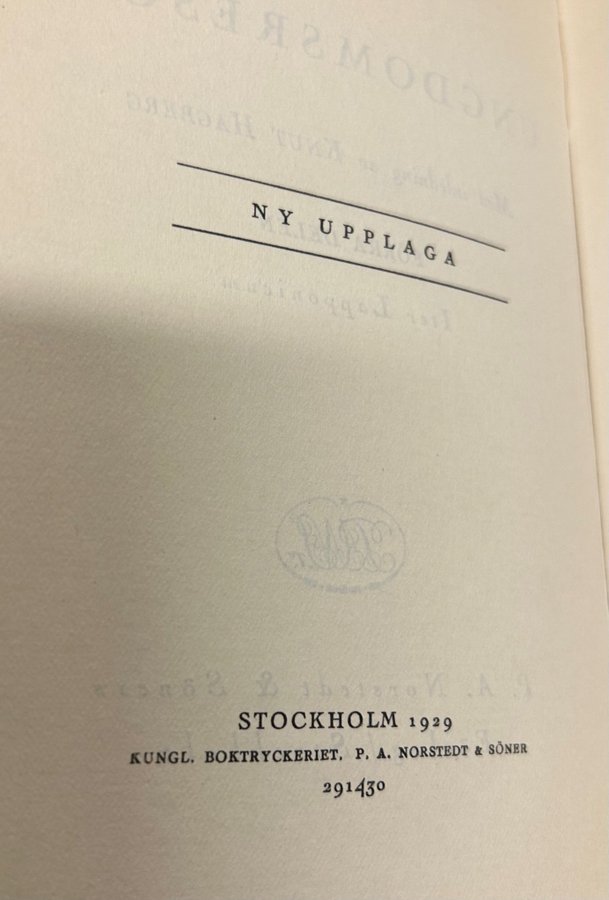 NY UPPLAGA
STOCKHOLM 1929
KUNGL. BOKTRYCKERIET, P. A. NORSTEDT & SÖNER
291430